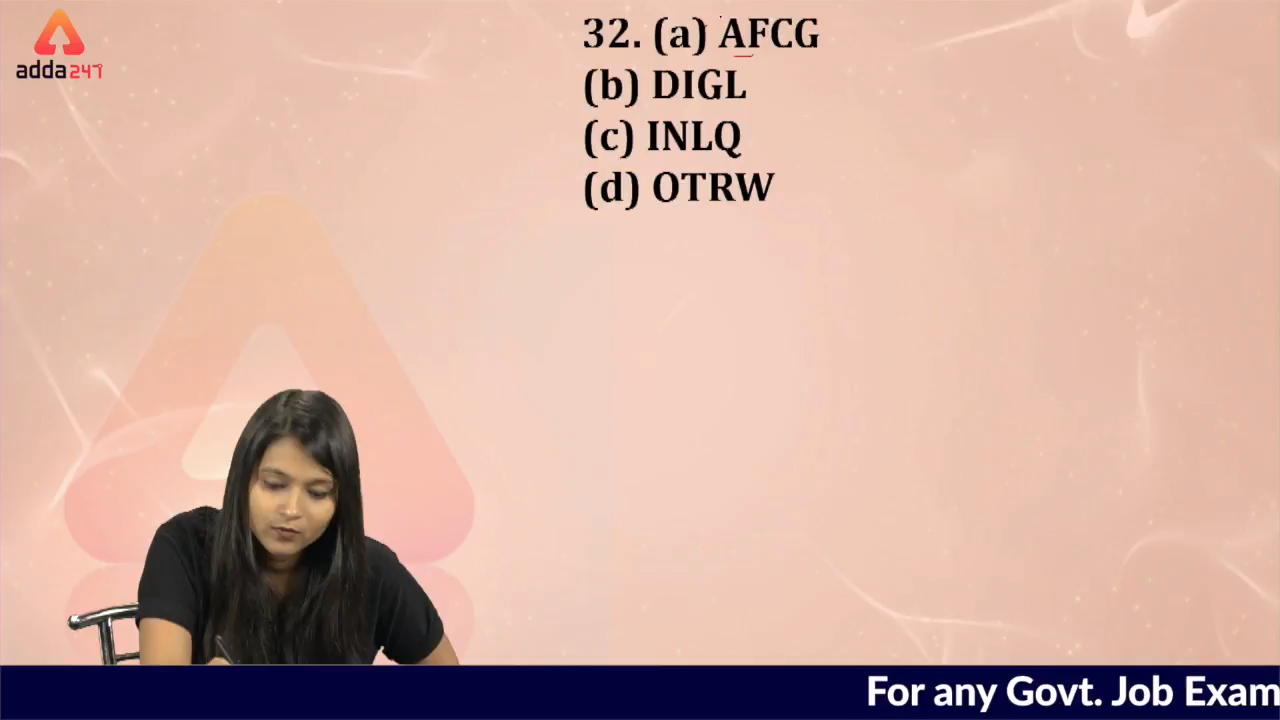 adda247
32. (a) AFCG
(b) DIGL
(c) INLQ
(d) OTRW
For any Govt. Job Exam